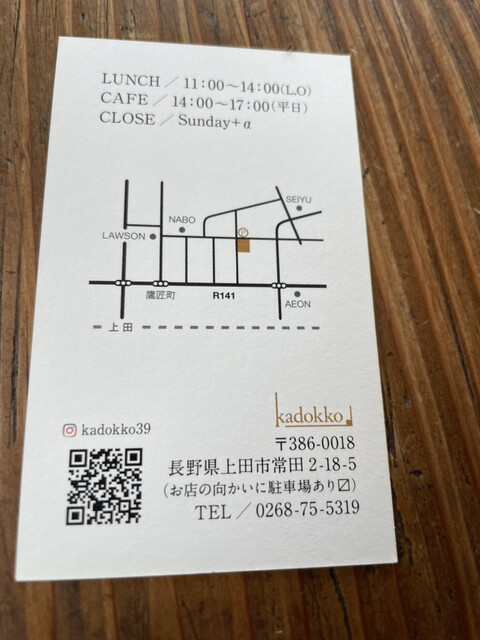 LUNCH／11:00〜14:00(L.O)
CAFE／14:00〜17:00(平日)
CLOSE／Sunday+α
SEIYU
NABO
LAWSON
P
鷹匠町
R141
AEON
上田
kadokko
kadokko39
〒386-0018
長野県上田市常田2-18-5
(お店の向かいに駐車場あり〼)
TEL／0268-75-5319